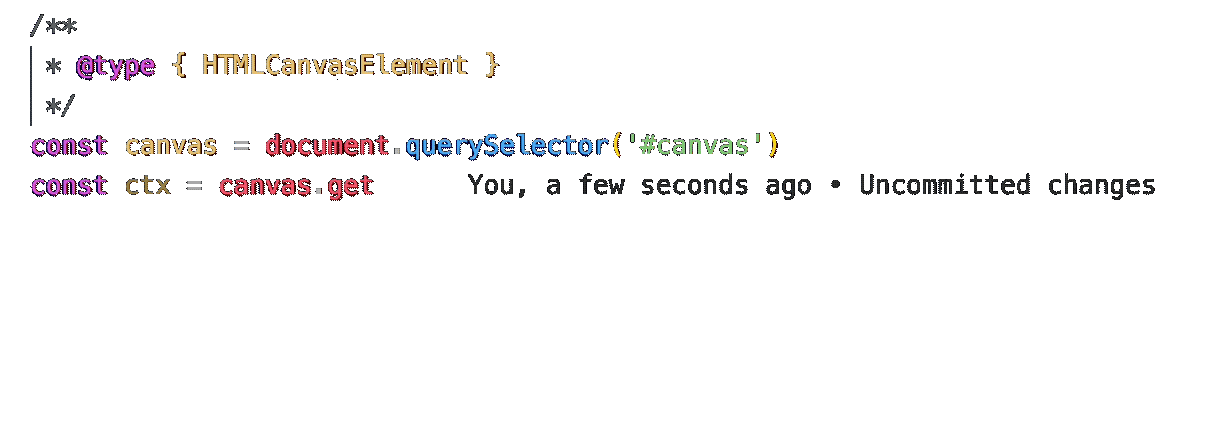 /**
* @type { HTMLCanvasElement }
*/
const canvas = document.querySelector('#canvas')
const ctx = canvas.get You, a few seconds ago • Uncommitted changes